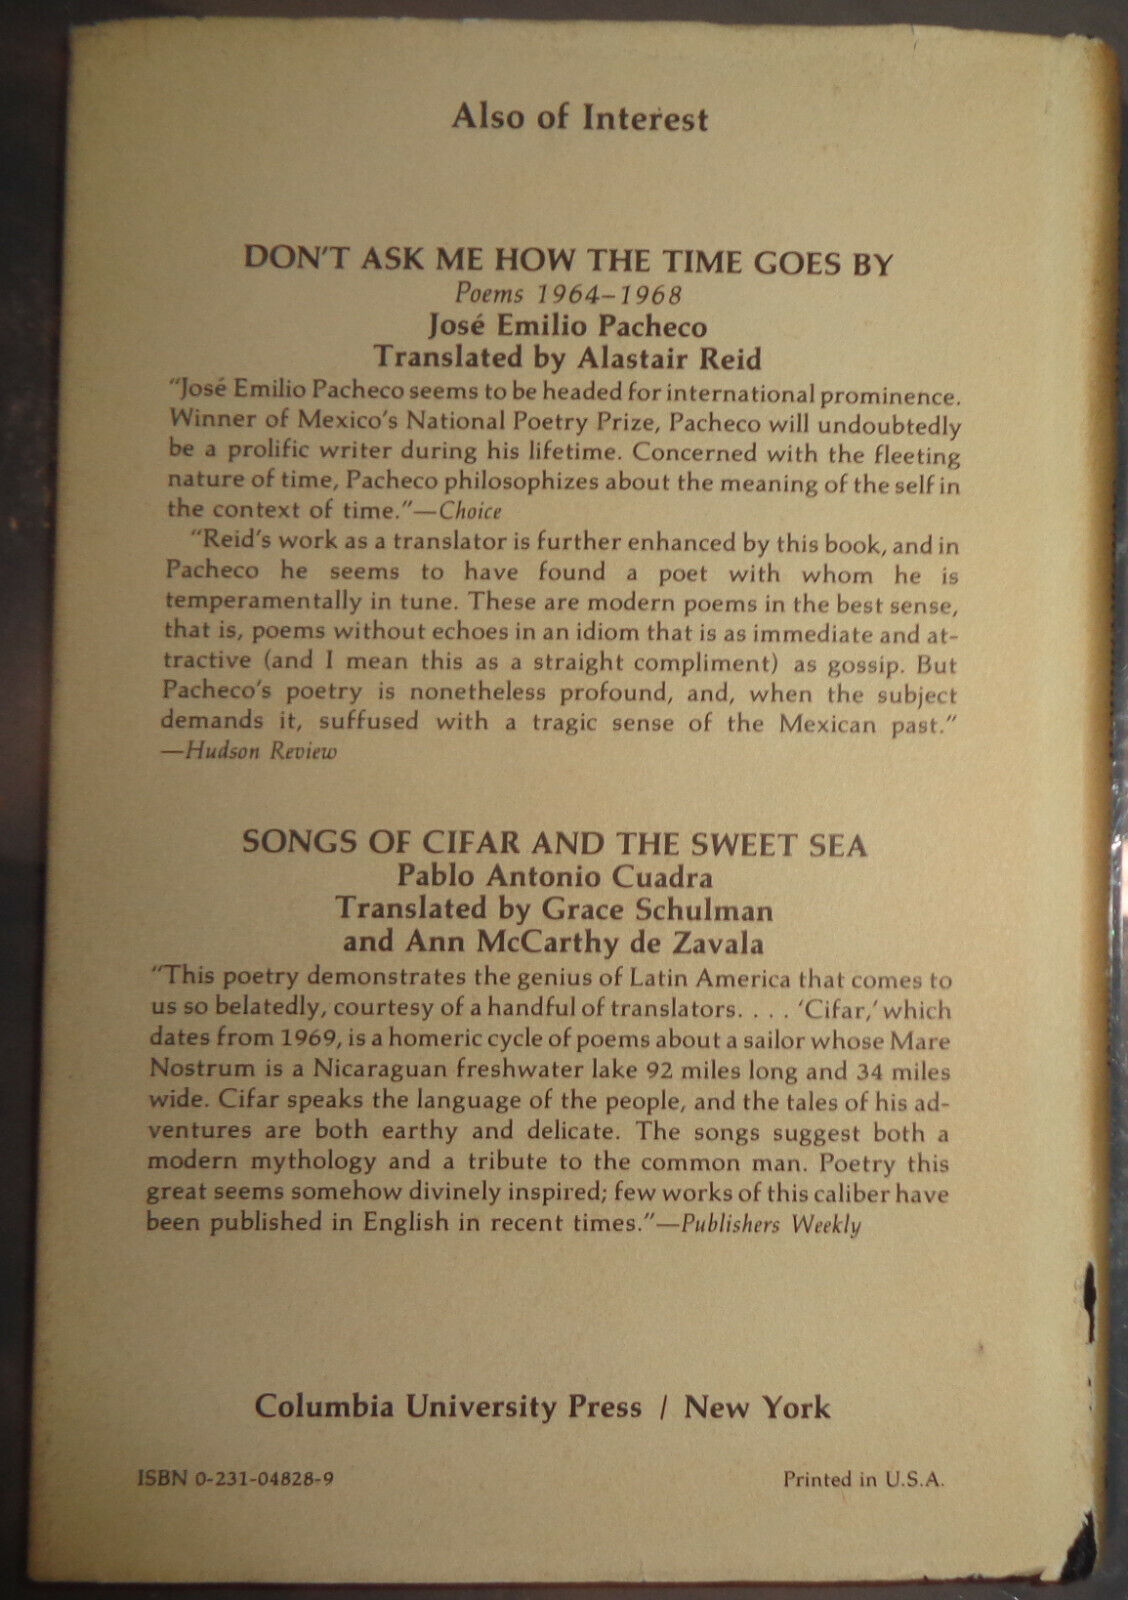 Also of Interest
DON'T ASK ME HOW THE TIME GOES BY
Poems 1964–1968
José Emilio Pacheco
Translated by Alastair Reid
"José Emilio Pacheco seems to be headed for international prominence.
Winner of Mexico's National Poetry Prize, Pacheco will undoubtedly
be a prolific writer during his lifetime. Concerned with the fleeting
nature of time, Pacheco philosophizes about the meaning of the self in
the context of time."—Choice
"Reid's work as a translator is further enhanced by this book, and in
Pacheco he seems to have found a poet with whom he is
temperamentally in tune. These are modern poems in the best sense,
that is, poems without echoes in an idiom that is as immediate and at-
tractive (and I mean this as a straight compliment) as gossip. But
Pacheco's poetry is nonetheless profound, and, when the subject
demands it, suffused with a tragic sense of the Mexican past."
—Hudson Review
SONGS OF CIFAR AND THE SWEET SEA
Pablo Antonio Cuadra
Translated by Grace Schulman
and Ann McCarthy de Zavala
"This poetry demonstrates the genius of Latin America that comes to
us so belatedly, courtesy of a handful of translators. . . . 'Cifar,' which
dates from 1969, is a homeric cycle of poems about a sailor whose Mare
Nostrum is a Nicaraguan freshwater lake 92 miles long and 34 miles
wide. Cifar speaks the language of the people, and the tales of his ad-
ventures are both earthy and delicate. The songs suggest both a
modern mythology and a tribute to the common man. Poetry this
great seems somehow divinely inspired; few works of this caliber have
been published in English in recent times."—Publishers Weekly
Columbia University Press / New York
ISBN 0-231-04828-9 Printed in U.S.A.